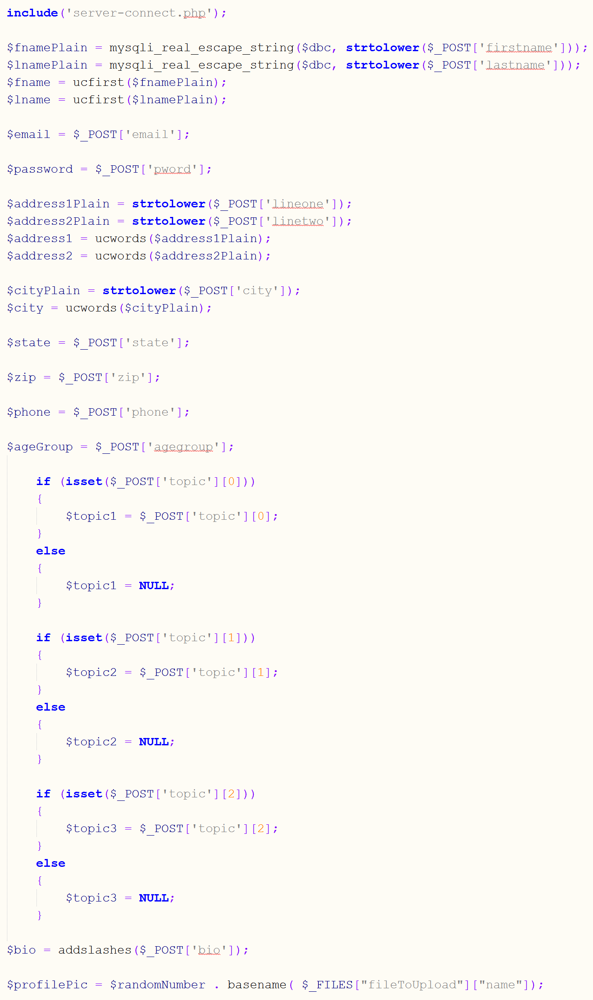 include('server-connect.php');
$fnamePlain = mysqli_real_escape_string($dbc, strtolower($_POST['firstname']));
$lnamePlain = mysqli_real_escape_string($dbc, strtolower($_POST['lastname']));
$fname = ucfirst($fnamePlain);
$lname = ucfirst($lnamePlain);
$email = $_POST['email'];
$password = $_POST['pword'];
$address1Plain = strtolower($_POST['lineone']);
$address2Plain = strtolower($_POST['linetwo']);
$address1 = ucwords($address1Plain);
$address2 = ucwords($address2Plain);
$cityPlain = strtolower($_POST['city']);
$city = ucwords($cityPlain);
$state = $_POST['state'];
$zip = $_POST['zip'];
$phone = $_POST['phone'];
$ageGroup = $_POST['agegroup'];
if (isset($_POST['topic'][0]))
{
$topic1 = $_POST['topic'][0];
}
else
{
$topic1 = NULL;
}
if (isset($_POST['topic'][1]))
{
$topic2 = $_POST['topic'][1];
}
else
{
$topic2 = NULL;
}
if (isset($_POST['topic'][2]))
{
$topic3 = $_POST['topic'][2];
}
else
{
$topic3 = NULL;
}
$bio = addslashes($_POST['bio']);
$profilePic = $randomNumber . basename( $_FILES["fileToUpload"]["name"]);